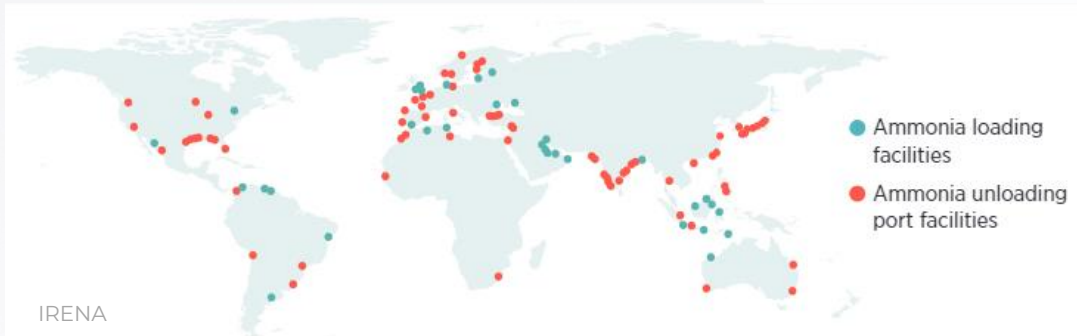 Ammonia loading
facilities
Ammonia unloading
port facilities
IRENA